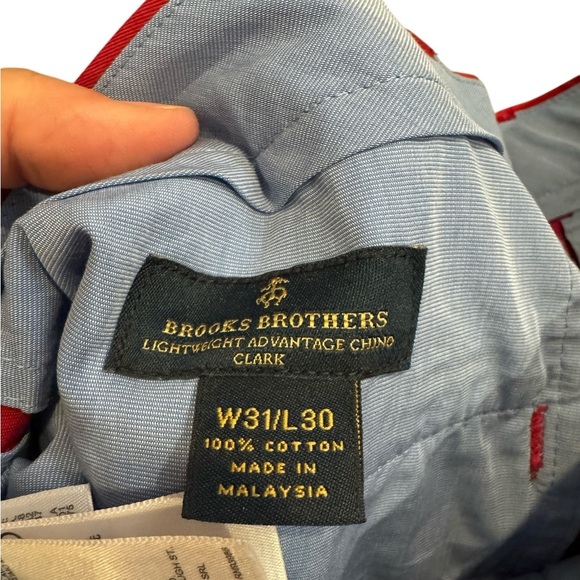 BROOKS BROTHERS
LIGHTWEIGHT ADVANTAGE CHINO
CLARK
W31/L30
100% COTTON
MADE IN
MALAYSIA